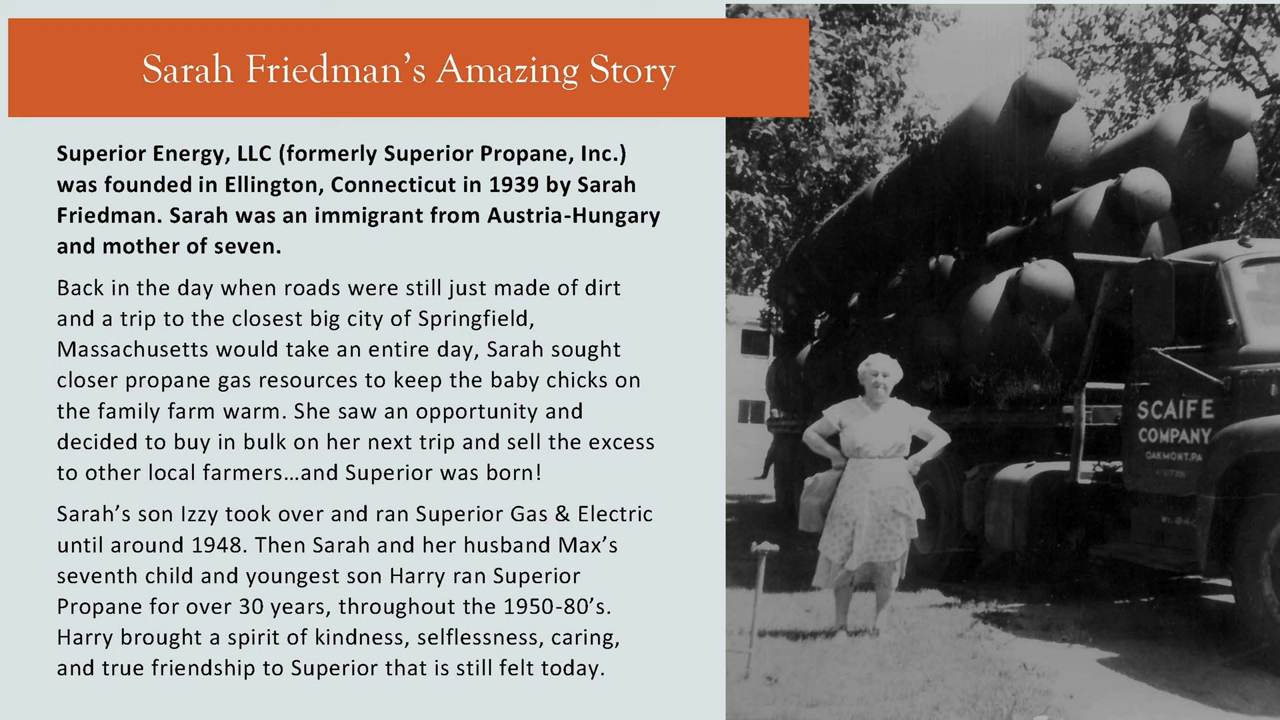 Sarah Friedman’s Amazing Story
Superior Energy, LLC (formerly Superior Propane, Inc.)
was founded in Ellington, Connecticut in 1939 by Sarah
Friedman. Sarah was an immigrant from Austria-Hungary
and mother of seven.
Back in the day when roads were still just made of dirt
and a trip to the closest big city of Springfield,
Massachusetts would take an entire day, Sarah sought
closer propane gas resources to keep the baby chicks on
the family farm warm. She saw an opportunity and
decided to buy in bulk on her next trip and sell the excess
to other local farmers…and Superior was born!
Sarah’s son Izzy took over and ran Superior Gas & Electric
until around 1948. Then Sarah and her husband Max’s
seventh child and youngest son Harry ran Superior
Propane for over 30 years, throughout the 1950-80’s.
Harry brought a spirit of kindness, selflessness, caring,
and true friendship to Superior that is still felt today.
SCAIFE
COMPANY
OAKMONT, PA